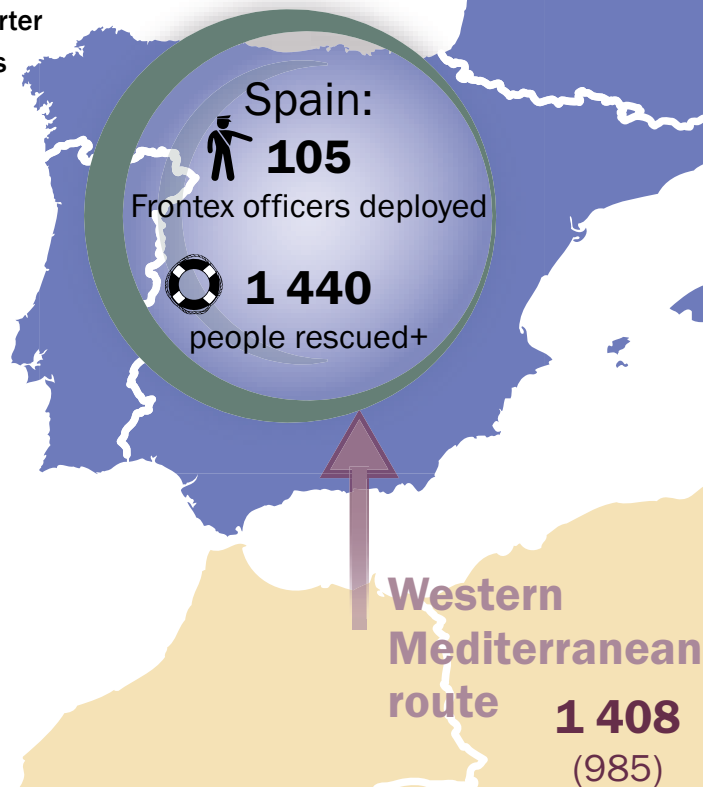 Spain:
105
Frontex officers deployed
1 440
people rescued+
Western
Mediterranean
route
1 408
(985)